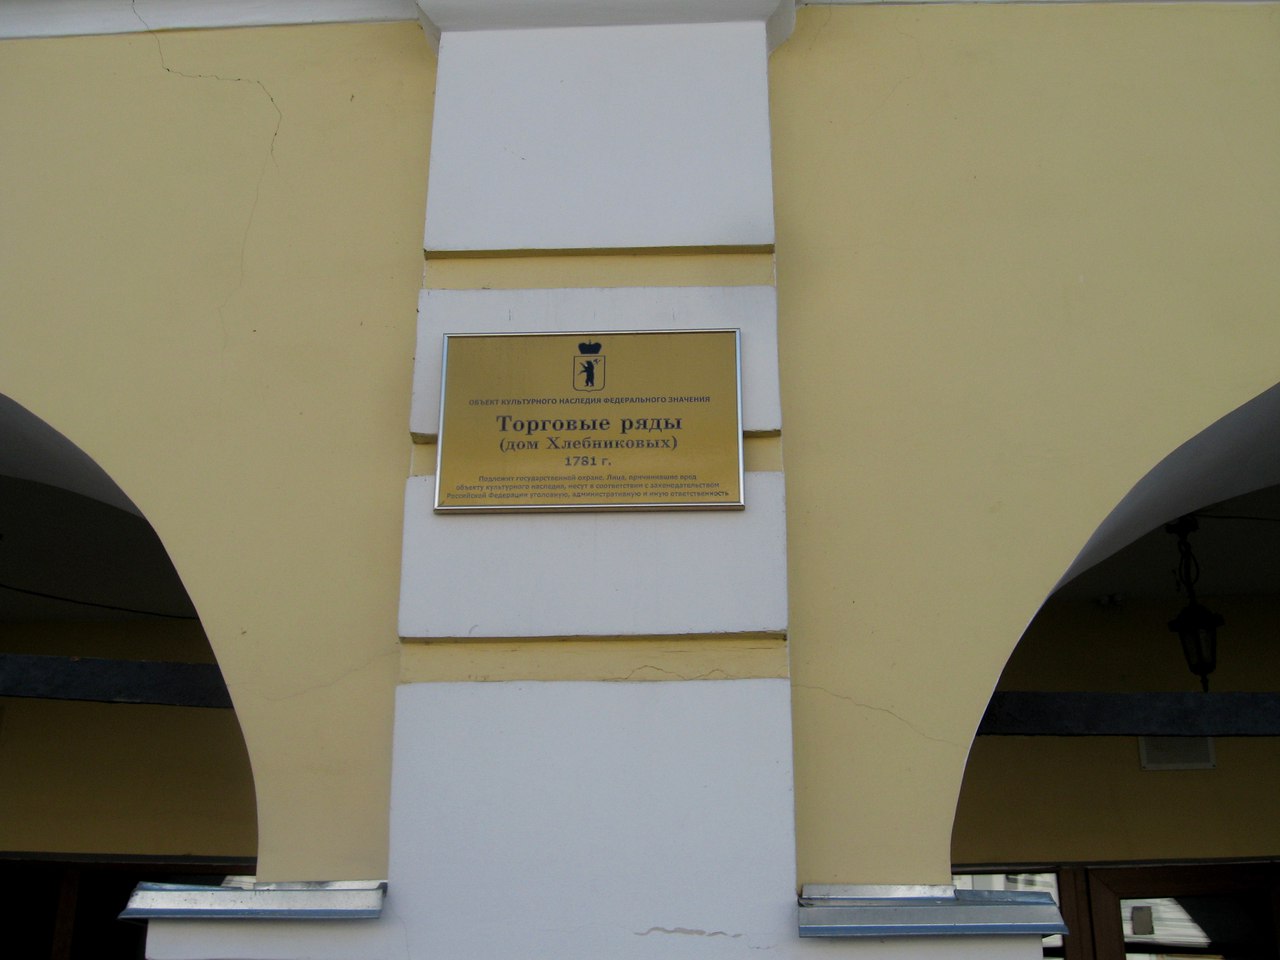 ОБЪЕКТ КУЛЬТУРНОГО НАСЛЕДИЯ ФЕДЕРАЛЬНОГО ЗНАЧЕНИЯ
Торговые ряды
(дом Хлебниковых)
1781 г.
Подлежит государственной охране. Лица, причинившие вред
объекту культурного наследия, несут в соответствии с законодательством
Российской Федерации уголовную, административную и иную ответственность